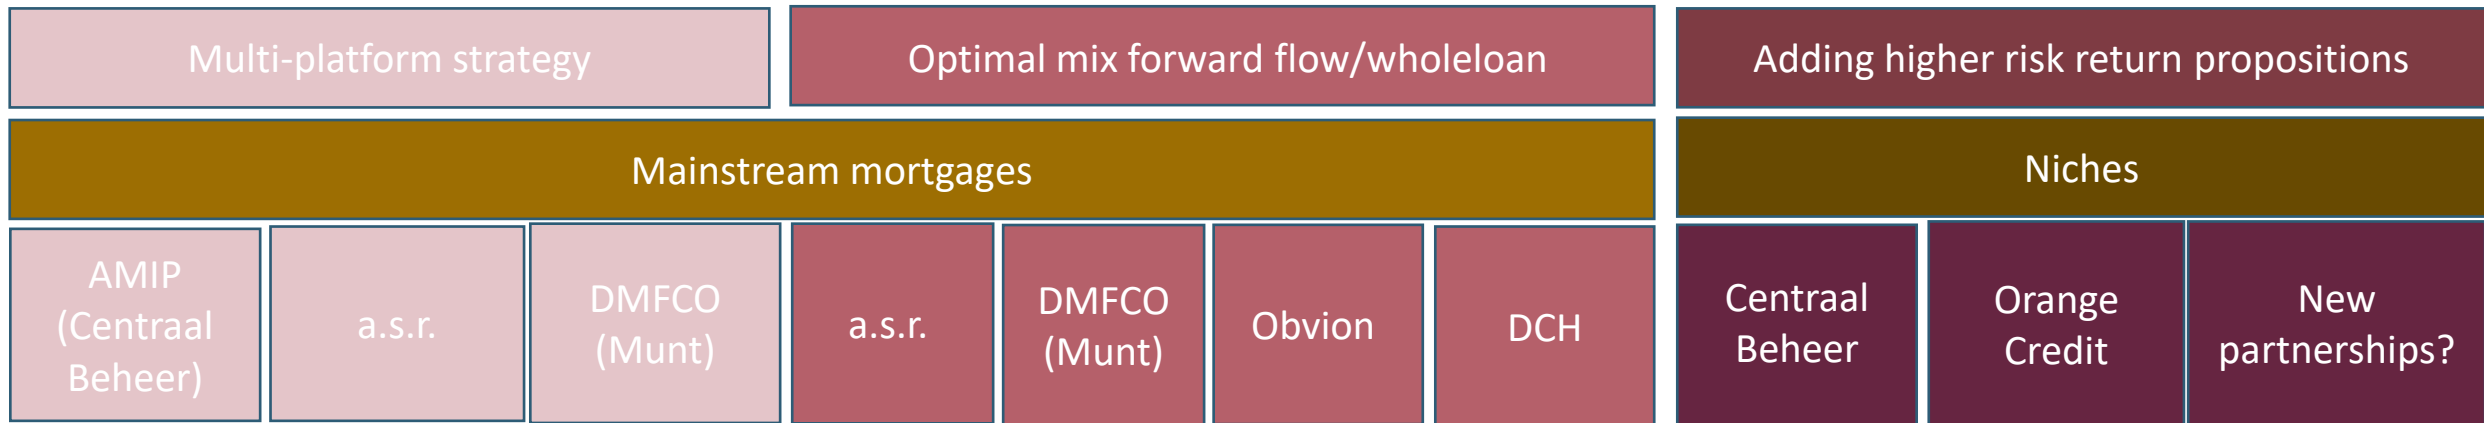 Multi-platform strategy
Optimal mix forward flow/wholeloan
Adding higher risk return propositions
Mainstream mortgages
Niches
AMIP
(Centraal
Beheer)
a.s.r.
DMFCO
(Munt)
a.s.r.
DMFCO
(Munt)
Obvion
DCH
Centraal
Beheer
Orange
Credit
New
partnerships?